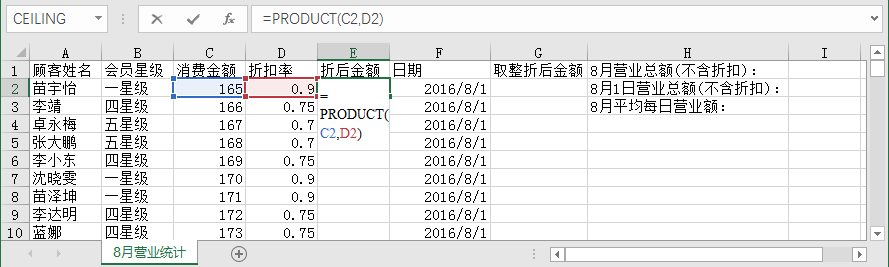 CEILING =PRODUCT(C2,D2)
A B C D E F G H I
1 顾客姓名 会员星级 消费金额 折扣率 折后金额 日期 取整折后金额 8月营业总额(不含折扣):
2 苗宇怡 一星级 165 0.9 = 2016/8/1 8月1日营业总额(不含折扣):
3 李靖 四星级 166 0.75 PRODUCT( 2016/8/1 8月平均每日营业额:
4 卓永梅 五星级 167 0.7 C2,D2) 2016/8/1
5 张大鹏 五星级 168 0.7 2016/8/1
6 李小东 四星级 169 0.75 2016/8/1
7 沈晓雯 一星级 170 0.9 2016/8/1
8 苗泽坤 一星级 171 0.9 2016/8/1
9 李达明 四星级 172 0.75 2016/8/1
10 蓝娜 四星级 173 0.75 2016/8/1
8月营业统计